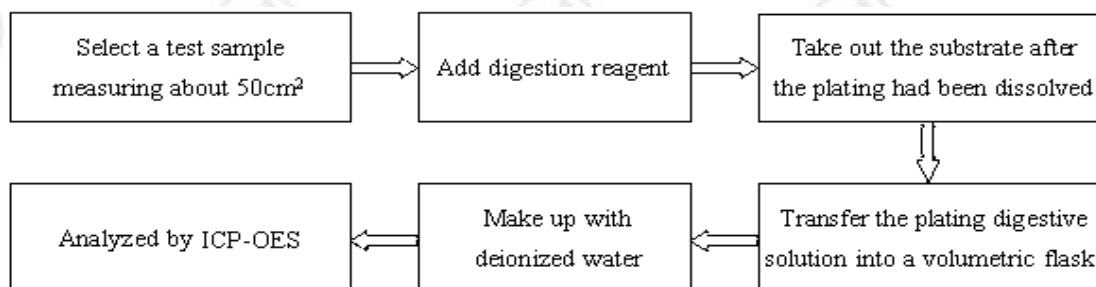 Select a test sample
measuring about 50cm²
Add digestion reagent
Take out the substrate after
the plating had been dissolved
Transfer the plating digestive
solution into a volumetric flask
Make up with
deionized water
Analyzed by ICP-OES